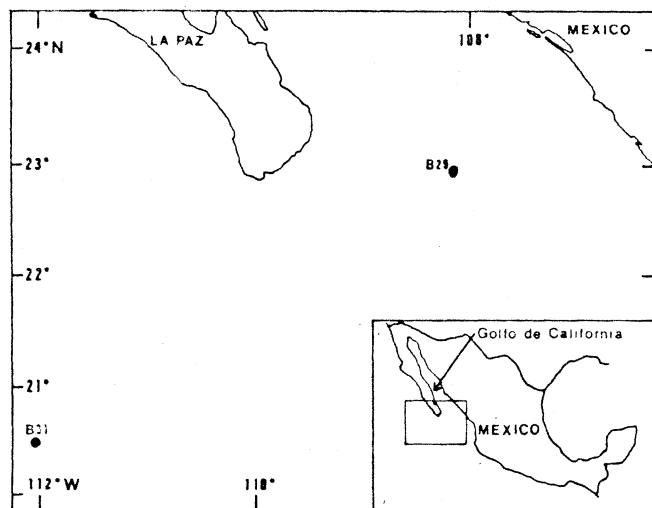 LA PAZ
108°
MEXICO
24°N
23°
B29
22°
Golfo de California
21°
B31
MEXICO
112°W
110°